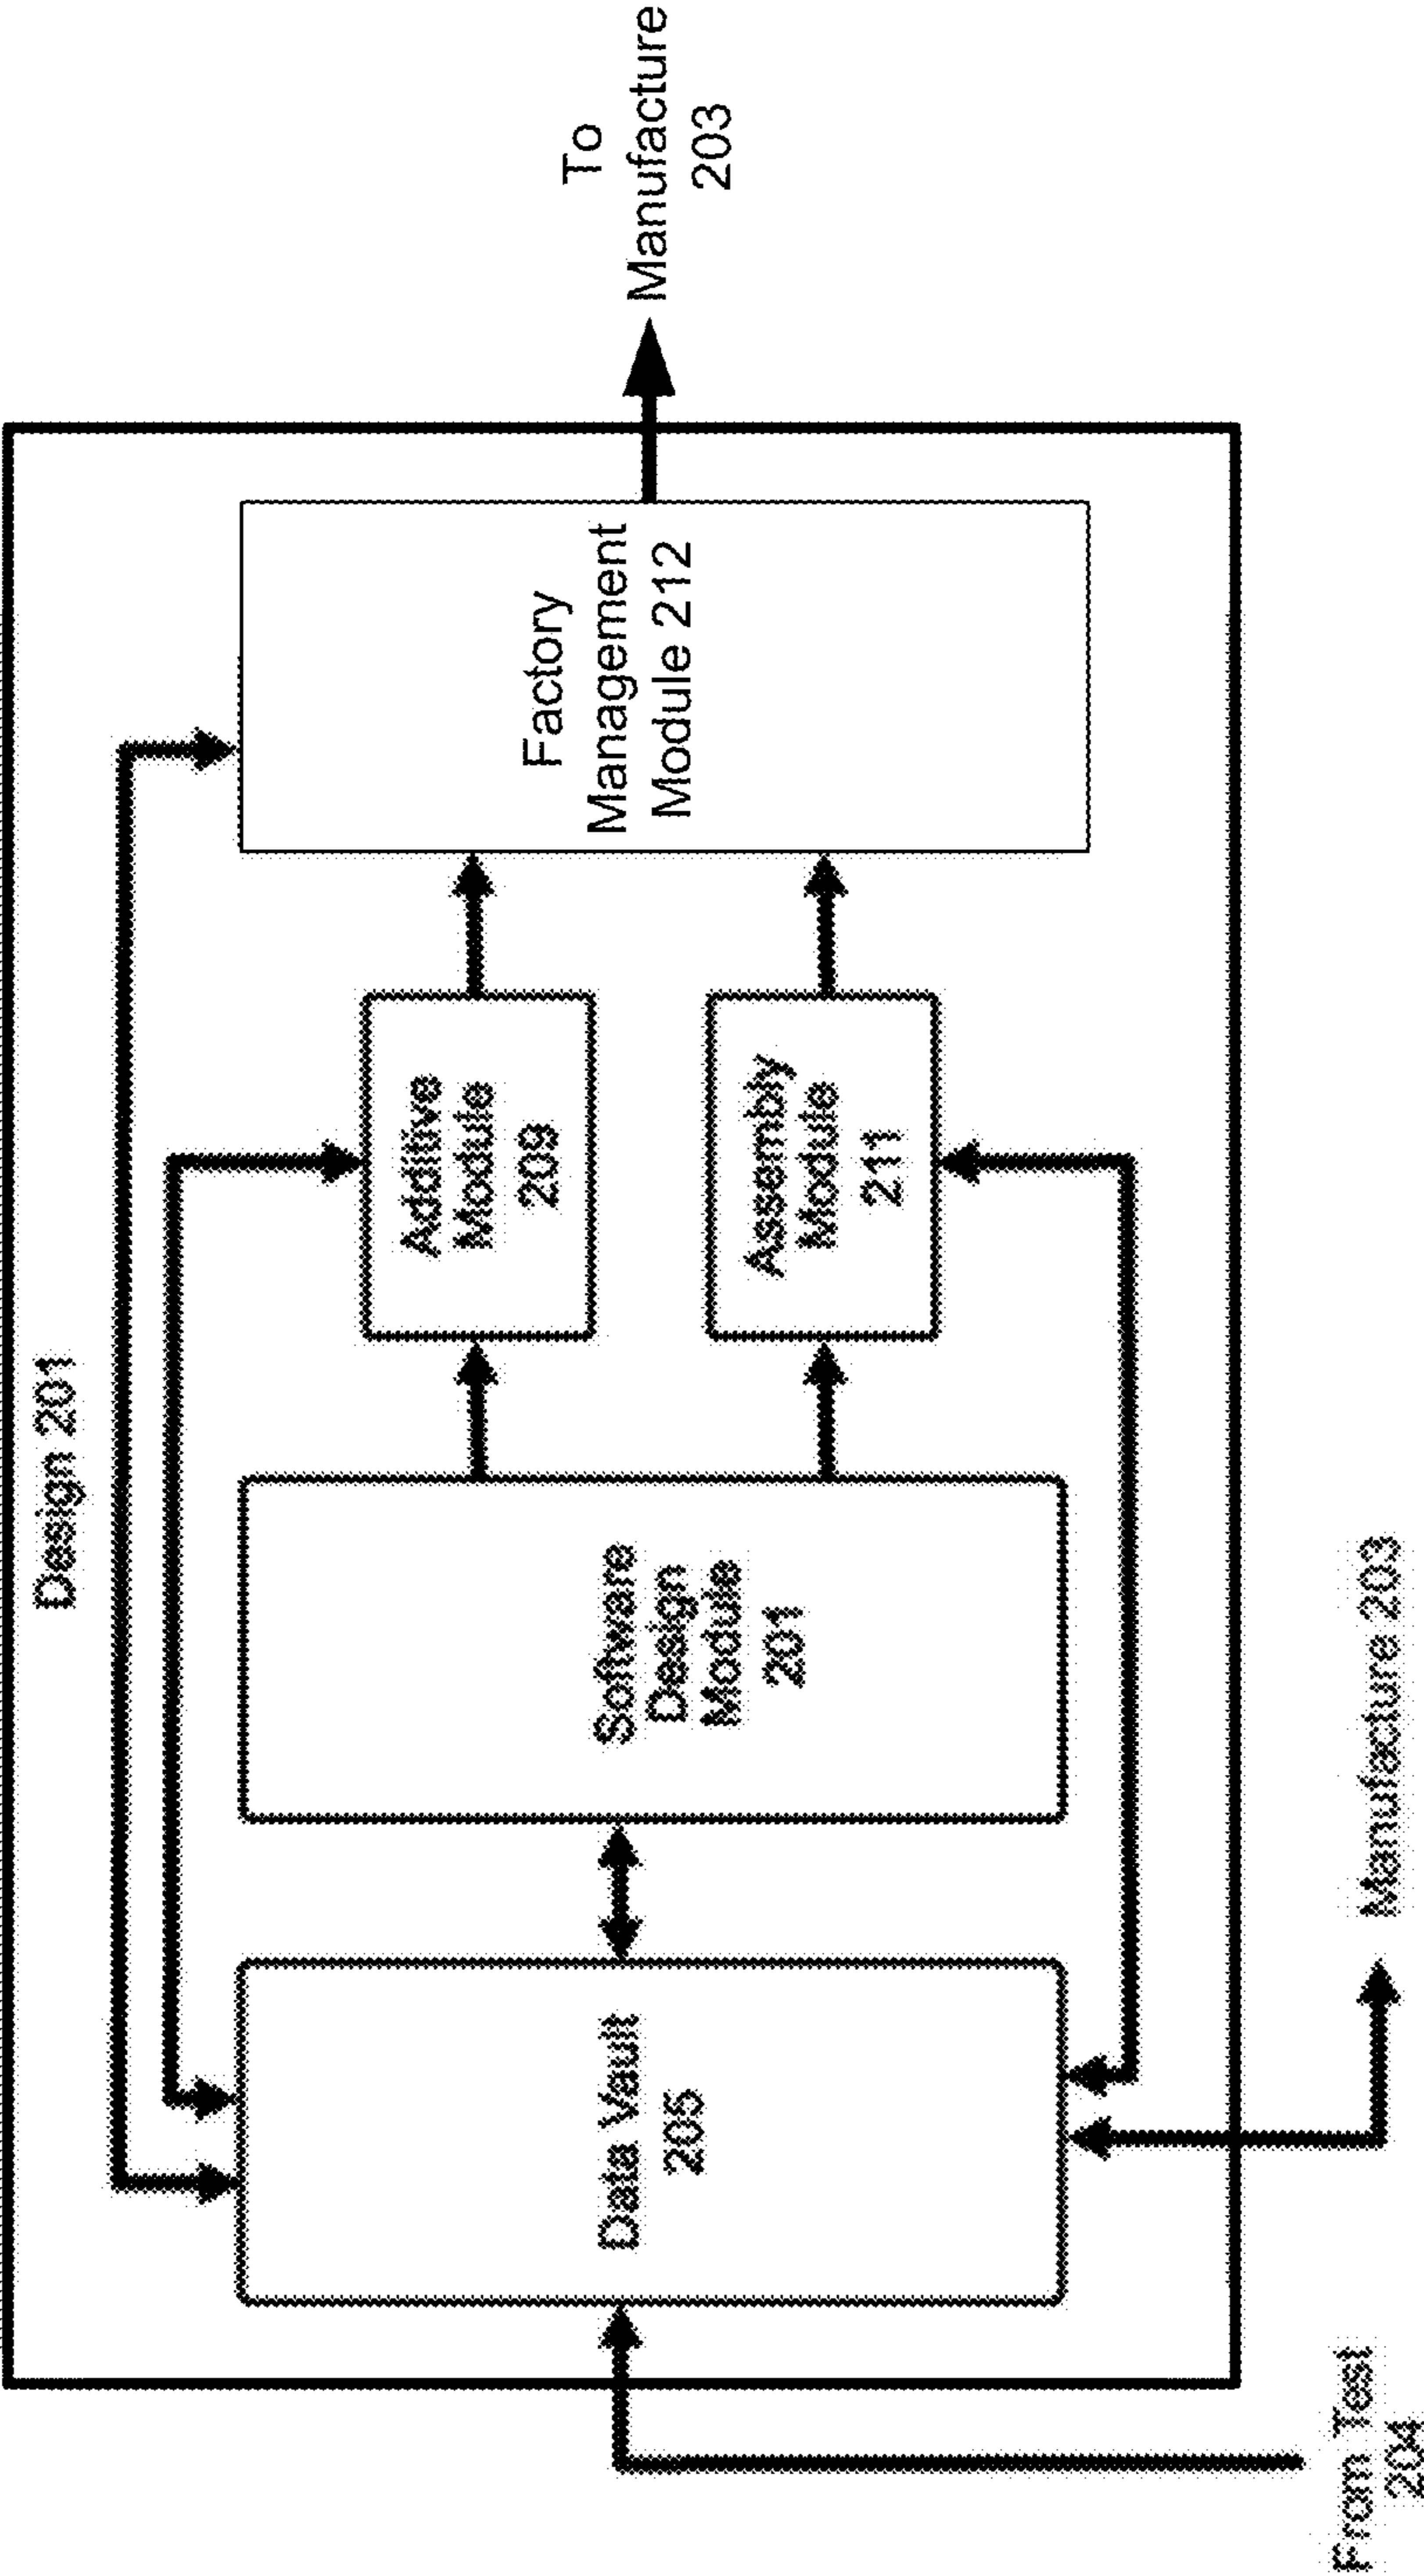 Design 201
Data Vault
205
Software
Design
Module
201
Additive
Module
209
Assembly
Module
211
Factory
Management
Module 212
To
Manufacture
203
From Test
204
Manufacture 203